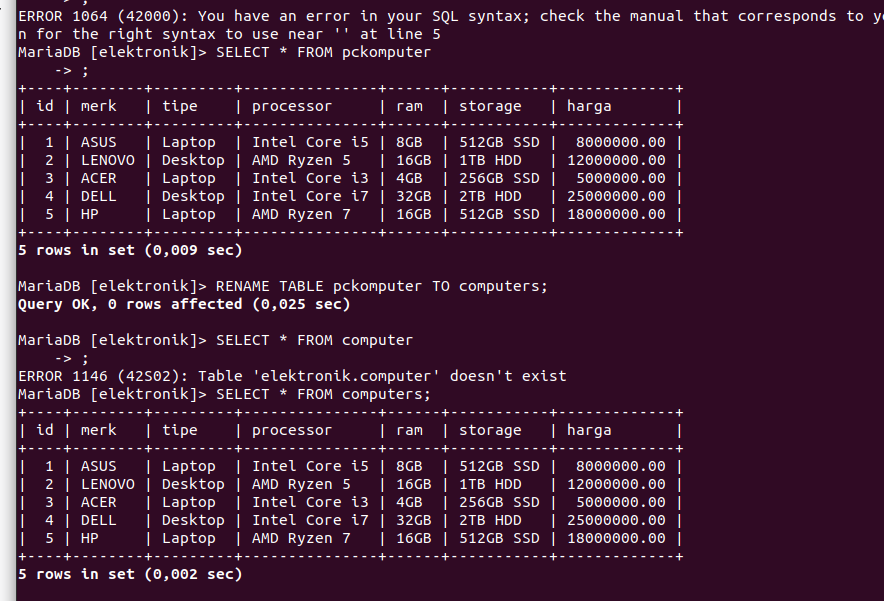 -> ;
ERROR 1064 (42000): You have an error in your SQL syntax; check the manual that corresponds to yo
n for the right syntax to use near '' at line 5
MariaDB [elektronik]> SELECT * FROM pckomputer
    -> ;
+----+--------+---------+---------------+------+-----------+-------------+
| id | merk   | tipe    | processor     | ram  | storage   | harga       |
+----+--------+---------+---------------+------+-----------+-------------+
|  1 | ASUS   | Laptop  | Intel Core i5 | 8GB  | 512GB SSD |  8000000.00 |
|  2 | LENOVO | Desktop | AMD Ryzen 5   | 16GB | 1TB HDD   | 12000000.00 |
|  3 | ACER   | Laptop  | Intel Core i3 | 4GB  | 256GB SSD |  5000000.00 |
|  4 | DELL   | Desktop | Intel Core i7 | 32GB | 2TB HDD   | 25000000.00 |
|  5 | HP     | Laptop  | AMD Ryzen 7   | 16GB | 512GB SSD | 18000000.00 |
+----+--------+---------+---------------+------+-----------+-------------+
5 rows in set (0,009 sec)
MariaDB [elektronik]> RENAME TABLE pckomputer TO computers;
Query OK, 0 rows affected (0,025 sec)
MariaDB [elektronik]> SELECT * FROM computer
    -> ;
ERROR 1146 (42S02): Table 'elektronik.computer' doesn't exist
MariaDB [elektronik]> SELECT * FROM computers;
+----+--------+---------+---------------+------+-----------+-------------+
| id | merk   | tipe    | processor     | ram  | storage   | harga       |
+----+--------+---------+---------------+------+-----------+-------------+
|  1 | ASUS   | Laptop  | Intel Core i5 | 8GB  | 512GB SSD |  8000000.00 |
|  2 | LENOVO | Desktop | AMD Ryzen 5   | 16GB | 1TB HDD   | 12000000.00 |
|  3 | ACER   | Laptop  | Intel Core i3 | 4GB  | 256GB SSD |  5000000.00 |
|  4 | DELL   | Desktop | Intel Core i7 | 32GB | 2TB HDD   | 25000000.00 |
|  5 | HP     | Laptop  | AMD Ryzen 7   | 16GB | 512GB SSD | 18000000.00 |
+----+--------+---------+---------------+------+-----------+-------------+
5 rows in set (0,002 sec)